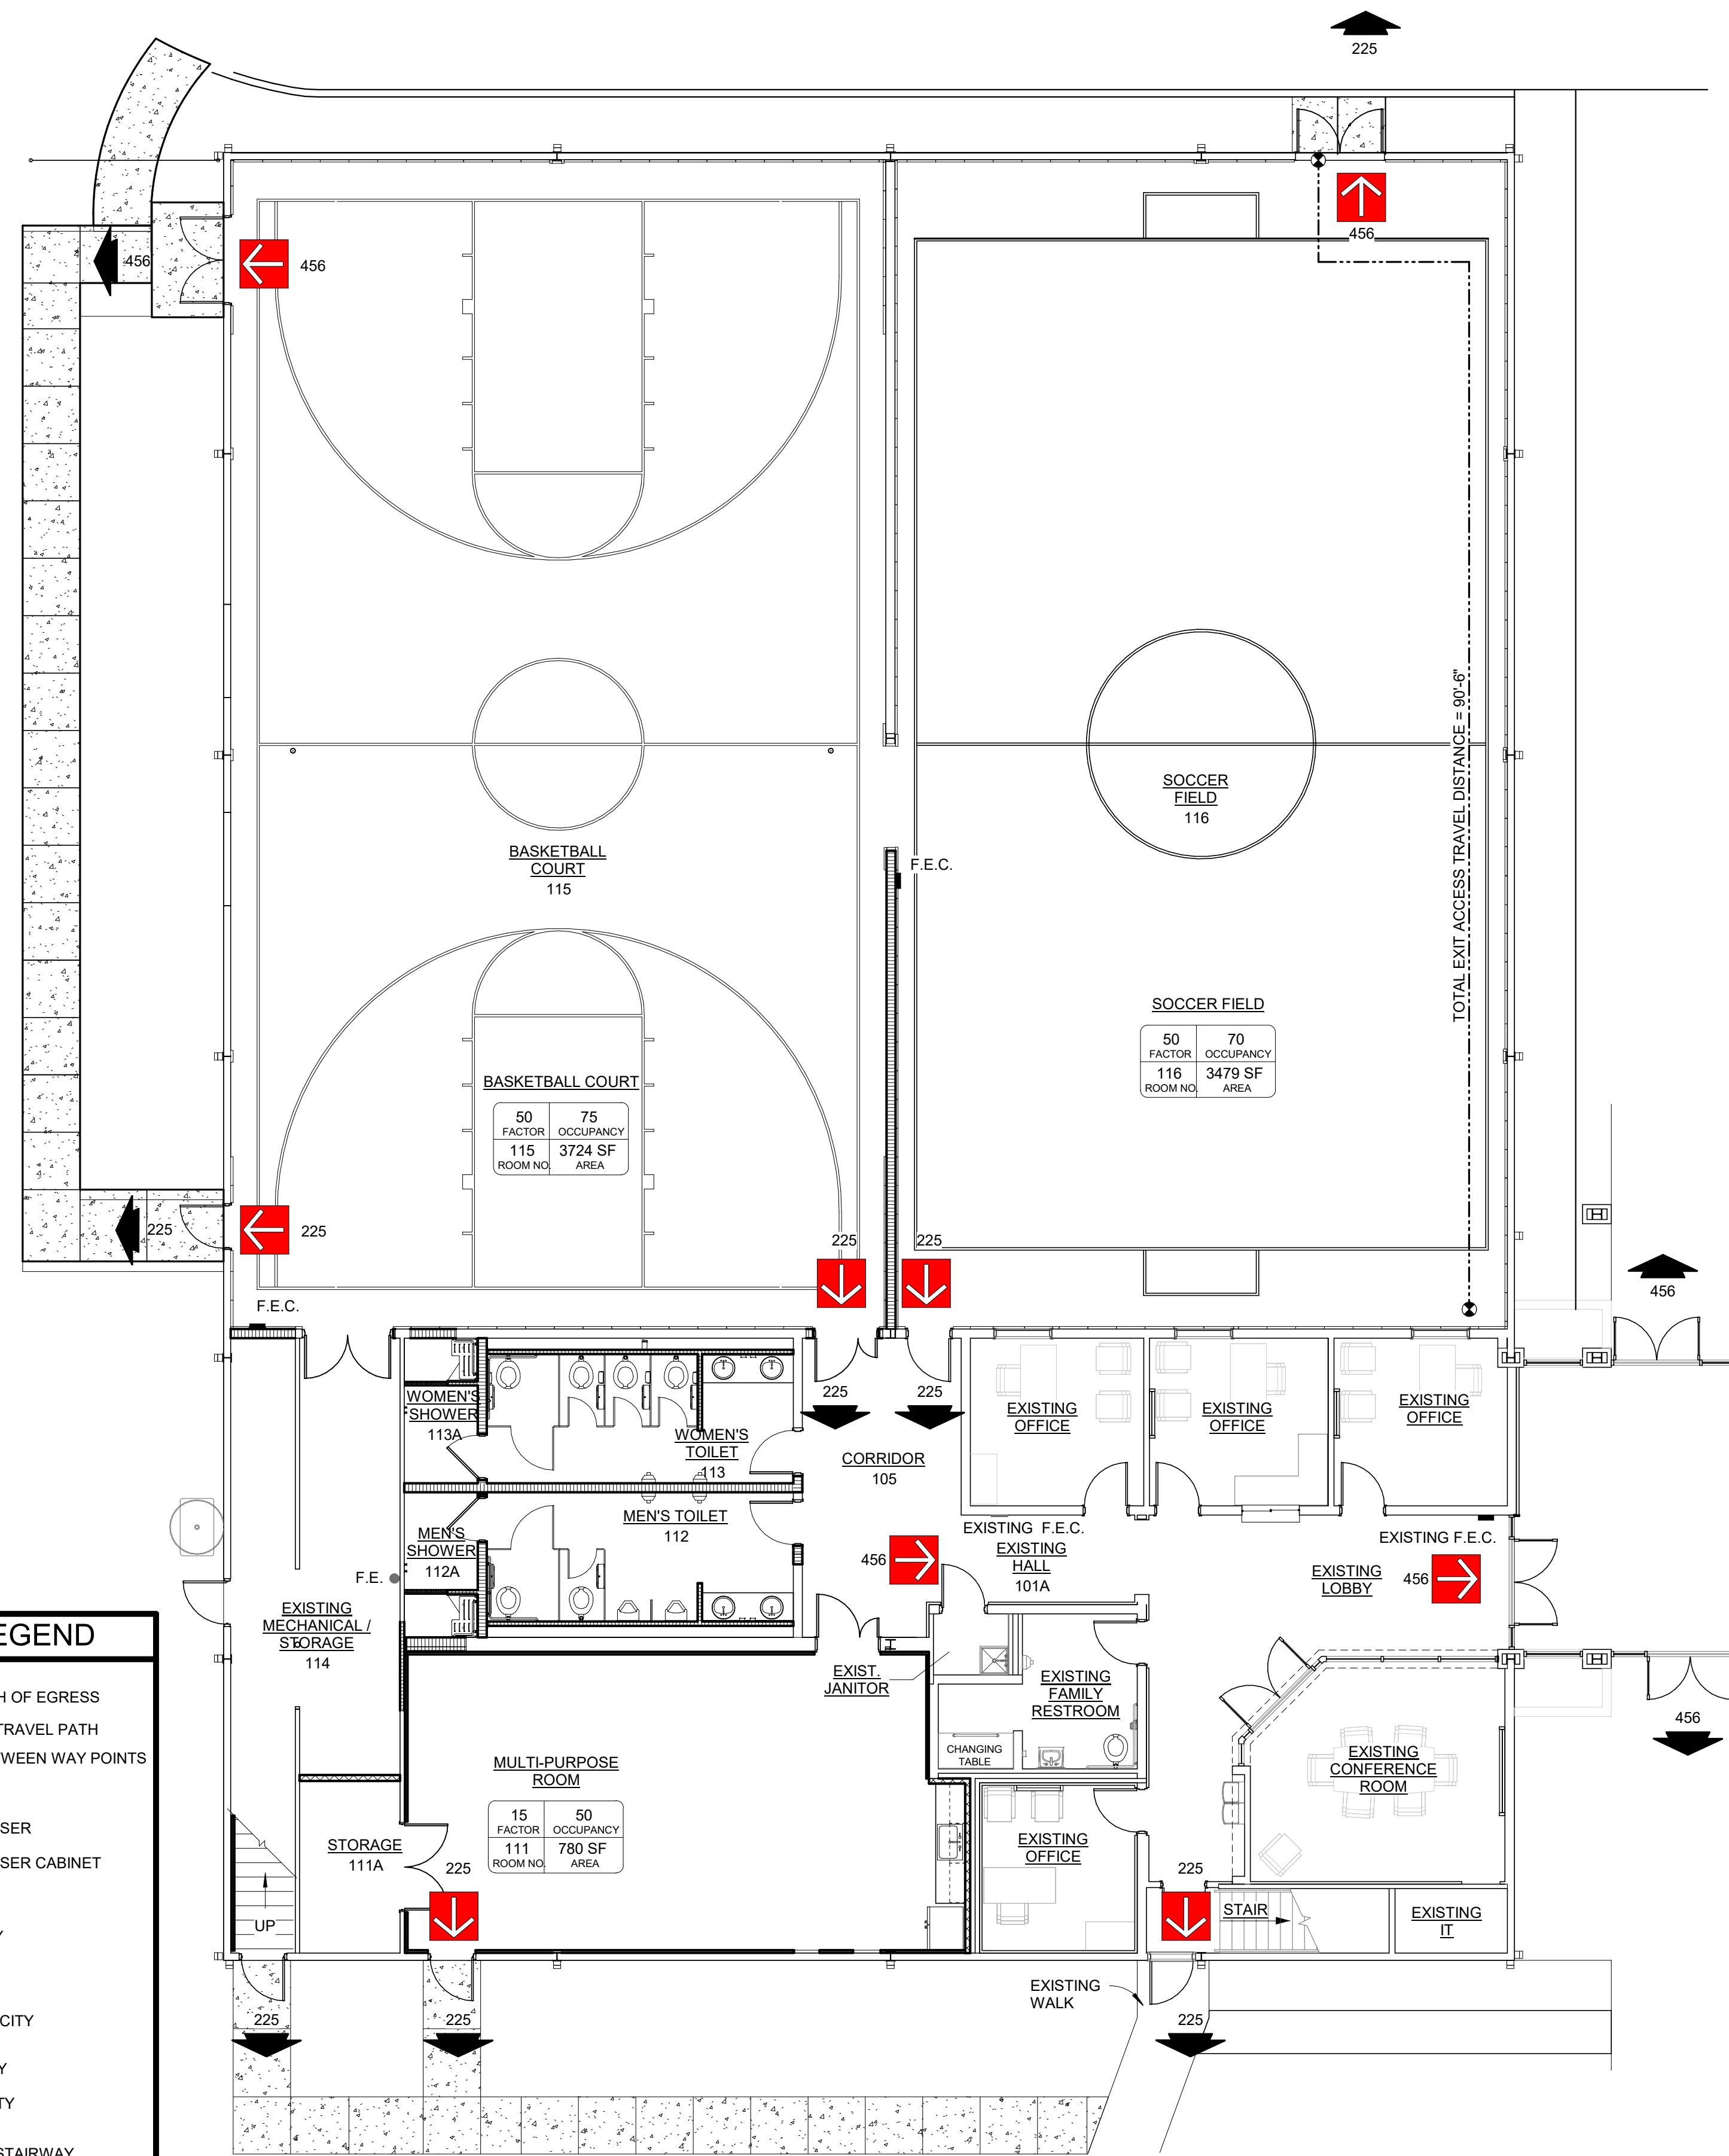 225
456
456
456
TOTAL EXIT ACCESS TRAVEL DISTANCE = 90'-6"
SOCCER
FIELD
116
BASKETBALL
COURT
115
F.E.C.
SOCCER FIELD
50
70
FACTOR
OCCUPANCY
116
3479 SF
ROOM NO.
AREA
BASKETBALL COURT
50
75
FACTOR
OCCUPANCY
115
3724 SF
ROOM NO.
AREA
225
225
225
225
456
F.E.C.
225
225
WOMEN'S
SHOWER
113A
WOMEN'S
TOILET
113
CORRIDOR
105
EXISTING
OFFICE
EXISTING
OFFICE
EXISTING
OFFICE
MEN'S TOILET
112
MEN'S
SHOWER
112A
F.E.
456
EXISTING F.E.C.
EXISTING
HALL
101A
EXISTING F.E.C.
EXISTING
LOBBY
456
EXISTING
MECHANICAL /
STORAGE
114
EXIST.
JANITOR
EXISTING
FAMILY
RESTROOM
CHANGING
TABLE
EXISTING
CONFERENCE
ROOM
456
MULTI-PURPOSE
ROOM
15
50
FACTOR
OCCUPANCY
111
780 SF
ROOM NO.
AREA
STORAGE
111A
225
EXISTING
OFFICE
225
STAIR
EXISTING
IT
UP
EXISTING
WALK
225
225
225
EGEND
H OF EGRESS
TRAVEL PATH
TWEEN WAY POINTS
SER
SER CABINET
Y
CITY
Y
TY
STAIRWAY